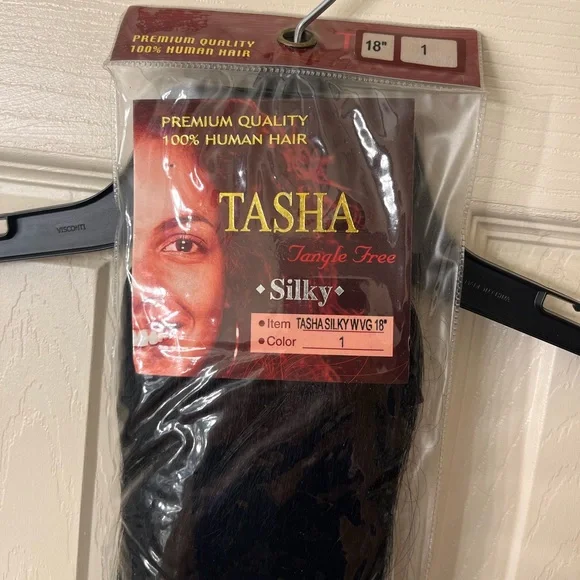 PREMIUM QUALITY
100% HUMAN HAIR
T
18"
1
PREMIUM QUALITY
100% HUMAN HAIR
TASHA
Tangle Free
Silky
Item TASHA SILKY WVG 18"
Color 1
VISCONTI